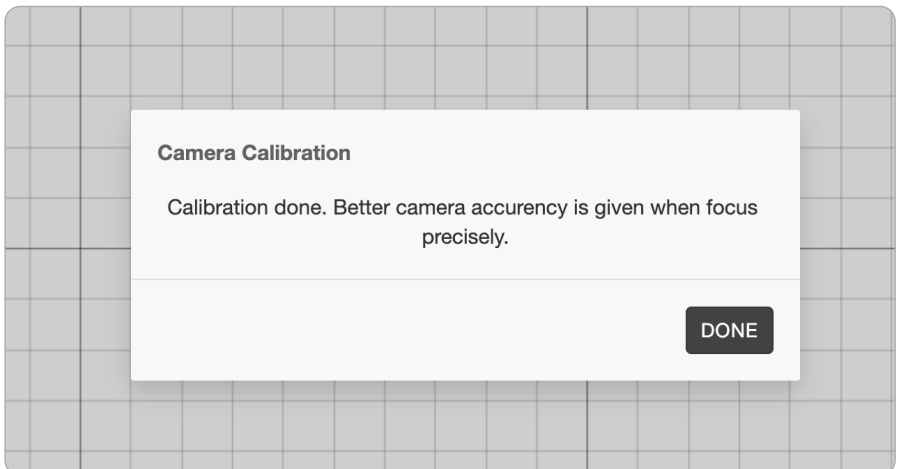 Camera Calibration
Calibration done. Better camera accurency is given when focus
precisely.
DONE